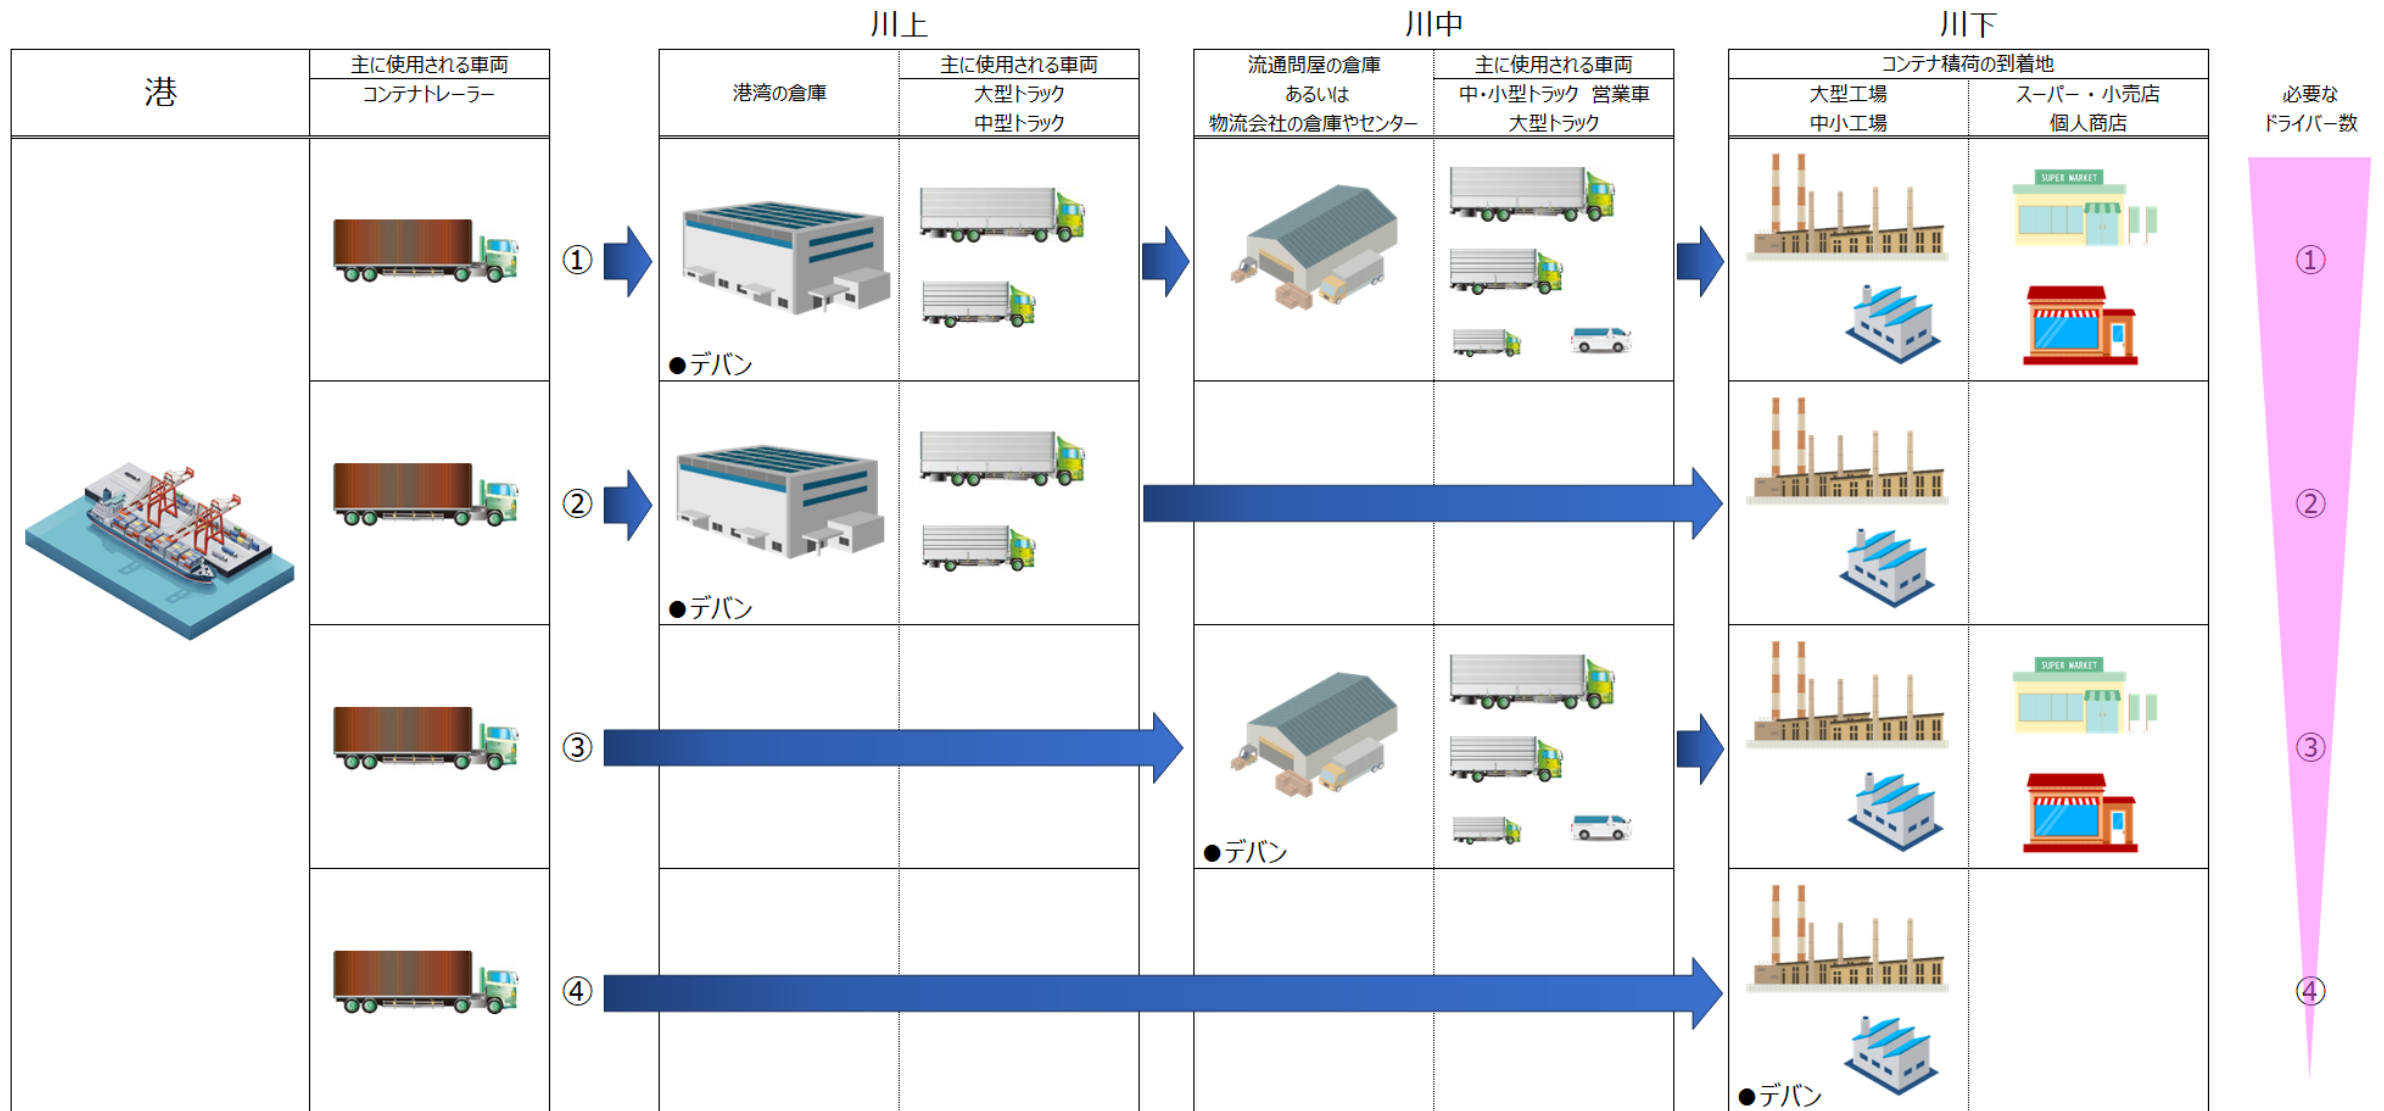 川上
川中
川下
港
主に使用される車両
コンテナトレーラー
港湾の倉庫
主に使用される車両
大型トラック
中型トラック
流通問屋の倉庫
あるいは
物流会社の倉庫やセンター
主に使用される車両
中・小型トラック 営業車
大型トラック
コンテナ積荷の到着地
大型工場
中小工場
スーパー・小売店
個人商店
必要な
ドライバー数
①
●デバン
SUPER MARKET
①
②
●デバン
②
③
●デバン
SUPER MARKET
③
④
●デバン
④